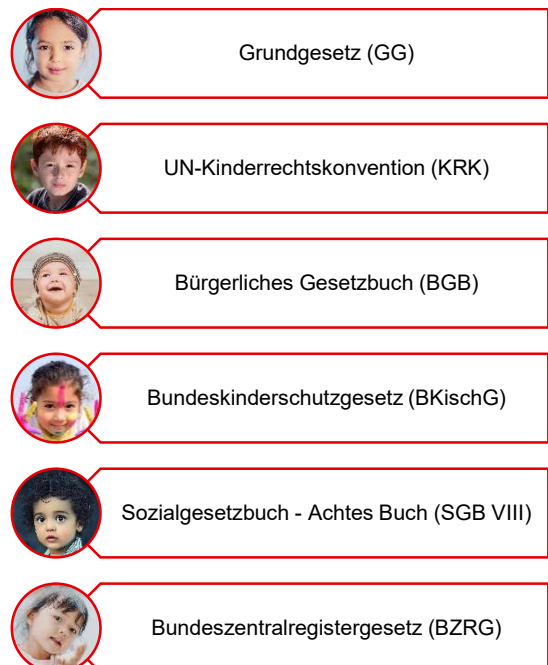 Grundgesetz (GG)
UN-Kinderrechtskonvention (KRK)
Bürgerliches Gesetzbuch (BGB)
Bundeskinderschutzgesetz (BKischG)
Sozialgesetzbuch - Achtes Buch (SGB VIII)
Bundeszentralregistergesetz (BZRG)